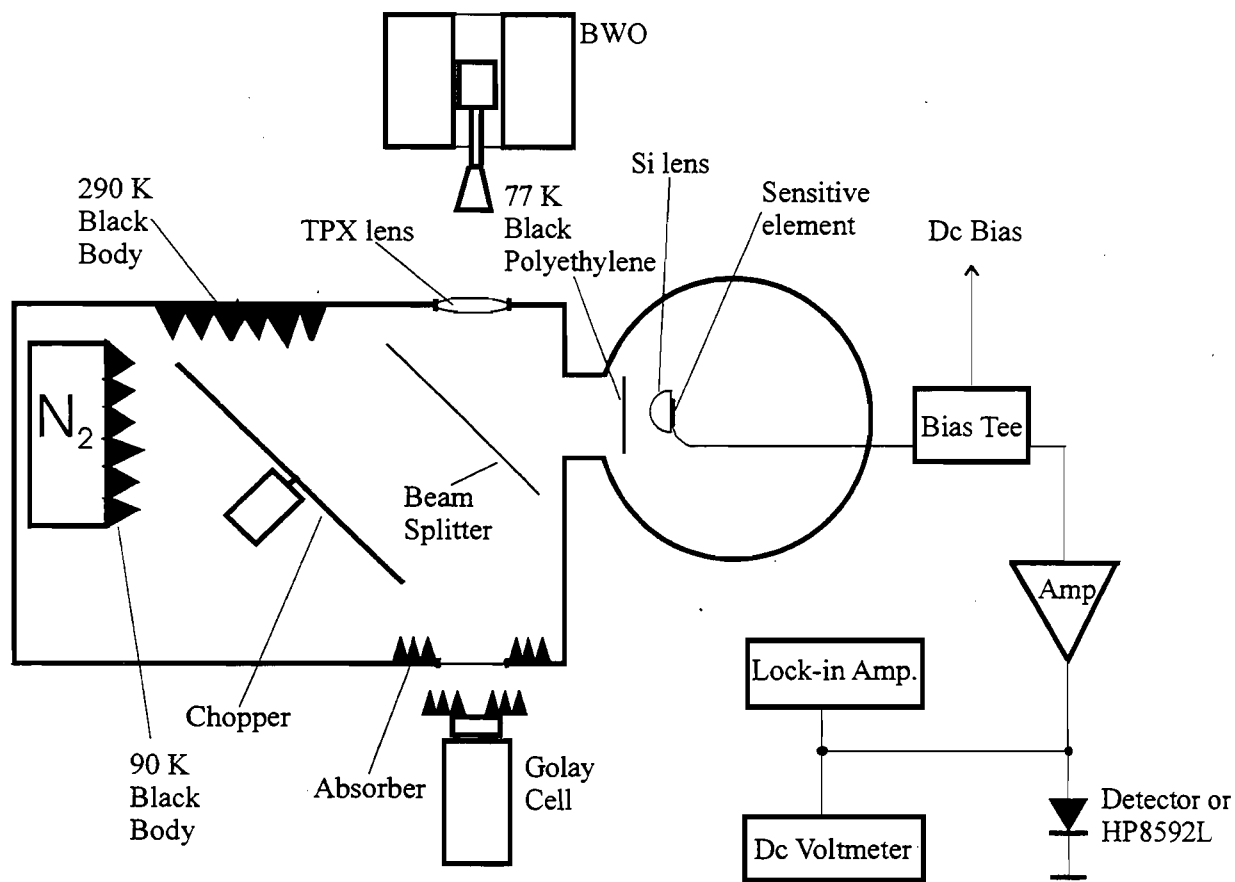 BWO
Si lens
290 K
Black
Body
TPX lens
77 K
Black
Polyethylene
Sensitive
element
Dc Bias
N2
Bias Tee
Beam
Splitter
Amp
Lock-in Amp.
Chopper
90 K
Black
Body
Absorber
Golay
Cell
Dc Voltmeter
Detector or
HP8592L